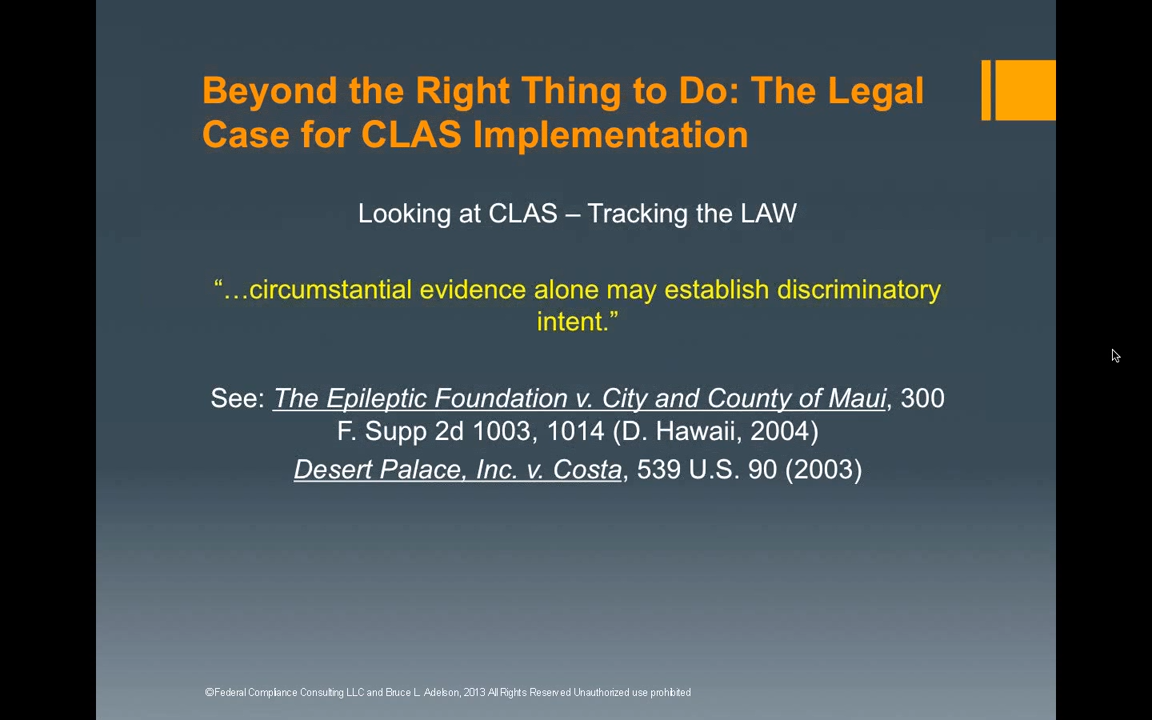 Beyond the Right Thing to Do: The Legal
Case for CLAS Implementation
Looking at CLAS – Tracking the LAW
“…circumstantial evidence alone may establish discriminatory
intent.”
See: The Epileptic Foundation v. City and County of Maui, 300
F. Supp 2d 1003, 1014 (D. Hawaii, 2004)
Desert Palace, Inc. v. Costa, 539 U.S. 90 (2003)
©Federal Compliance Consulting LLC and Bruce L. Adelson, 2013 All Rights Reserved Unauthorized use prohibited